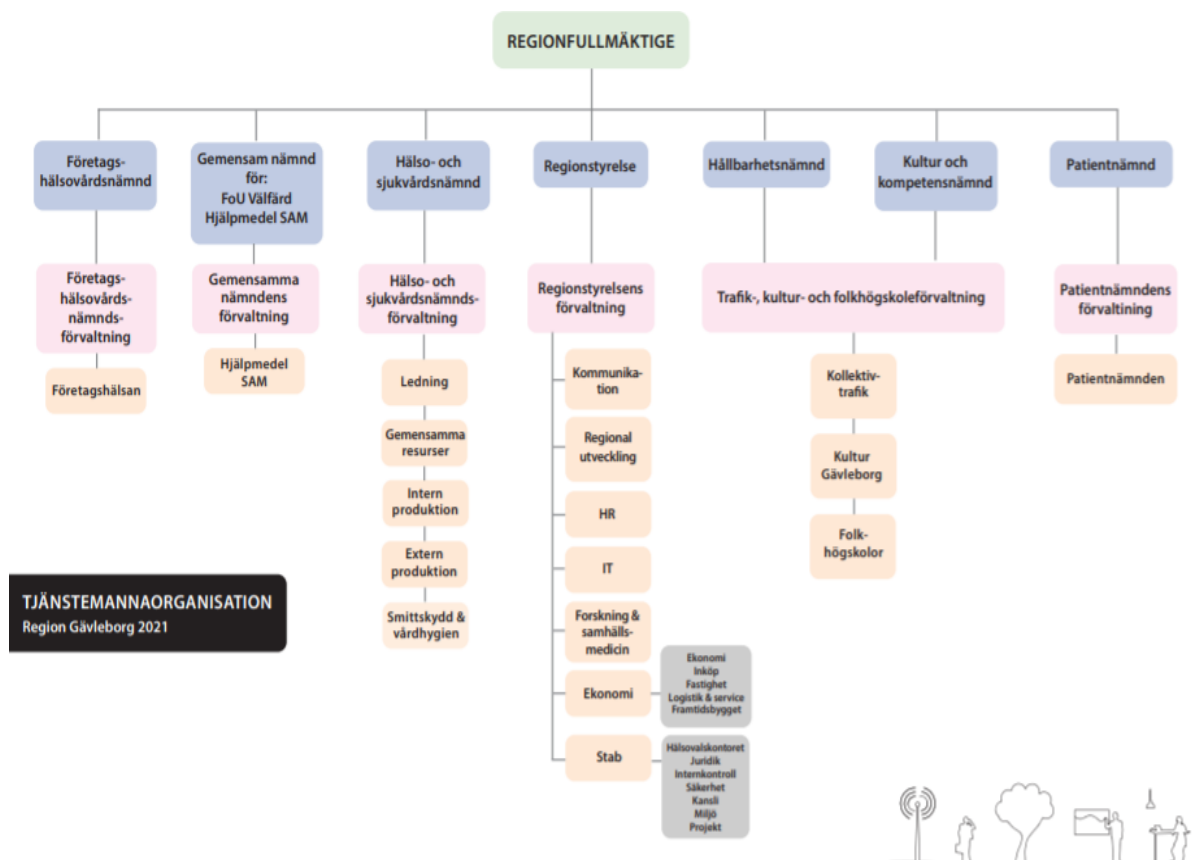 REGIONFULLMÄKTIGE
Företags-
hälsovårdsnämnd
Gemensam nämnd
för:
FoU Välfärd
Hjälpmedel SAM
Hälso- och
sjukvårdsnämnd
Regionstyrelse
Hållbarhetsnämnd
Kultur och
kompetensnämnd
Patientnämnd
Företags-
hälsovårds-
nämnds-
förvaltning
Gemensamma
nämndens
förvaltning
Hälso- och
sjukvårdsnämnds-
förvaltning
Regionstyrelsens
förvaltning
Trafik-, kultur- och folkhögskoleförvaltning
Patientnämndens
förvaltining
Företagshälsan
Hjälpmedel
SAM
Ledning
Gemensamma
resurser
Intern
produktion
Extern
produktion
Smittskydd &
vårdhygien
Kommunika-
tion
Regional
utveckling
HR
IT
Forskning &
samhälls-
medicin
Ekonomi
Ekonomi
Inköp
Fastighet
Logistik & service
Framtidsbygget
Stab
Hälsovalskontoret
Juridik
Internkontroll
Säkerhet
Kansli
Miljö
Projekt
Kollektiv-
trafik
Kultur
Gävleborg
Folk-
högskolor
Patientnämnden
TJÄNSTEMANNAORGANISATION
Region Gävleborg 2021